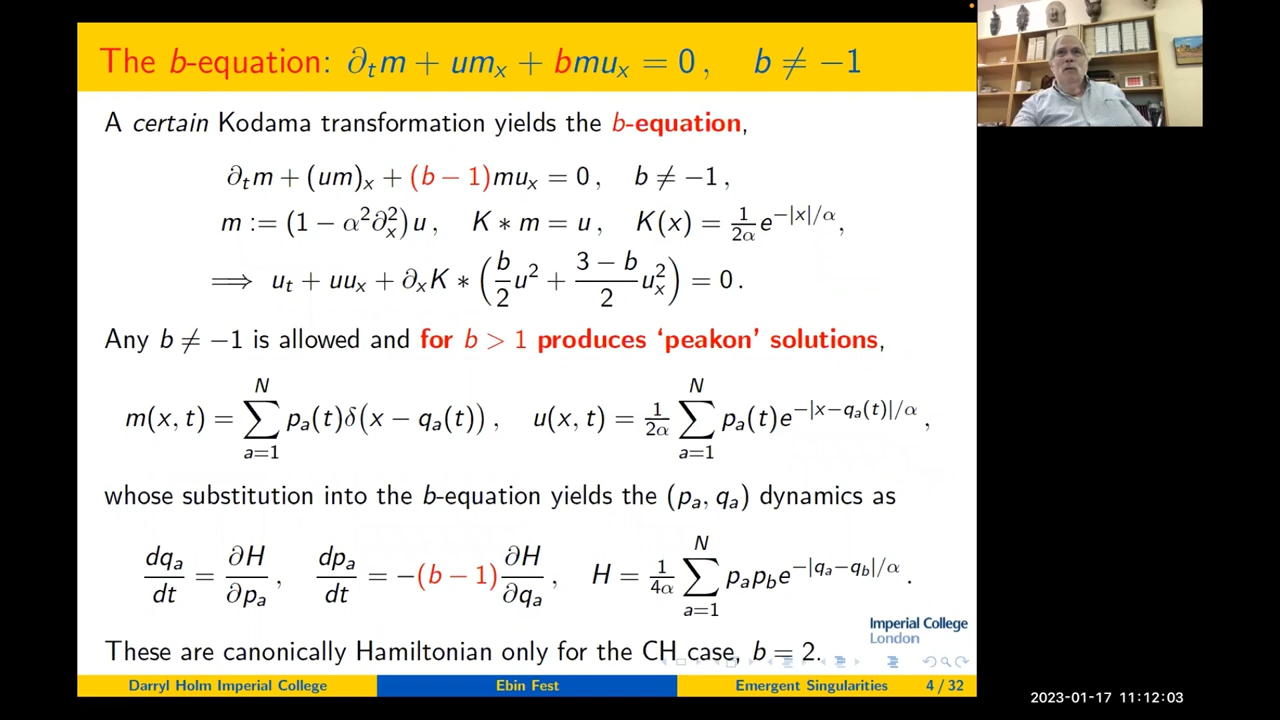 The b-equation: ∂ₜm + umₓ + bmuₓ = 0 , b ≠ −1
A certain Kodama transformation yields the b-equation,
∂ₜm + (um)ₓ + (b − 1)muₓ = 0 , b ≠ −1 ,
m := (1 − α²∂ₓ²)u , K ∗ m = u , K(x) = 1/2α e^{−|x|/α} ,
⟹ uₜ + uuₓ + ∂ₓK ∗ (b/2 u² + (3 − b)/2 uₓ²) = 0 .
Any b ≠ −1 is allowed and for b > 1 produces ‘peakon’ solutions,
m(x, t) = ∑_{a=1}^{N} pₐ(t)δ(x − qₐ(t)) , u(x, t) = 1/2α ∑_{a=1}^{N} pₐ(t)e^{−|x−qₐ(t)|/α} ,
whose substitution into the b-equation yields the (pₐ, qₐ) dynamics as
dqₐ/dt = ∂H/∂pₐ , dpₐ/dt = −(b − 1) ∂H/∂qₐ , H = 1/4α ∑_{a=1}^{N} pₐp_b e^{−|qₐ−q_b|/α} .
Imperial College
London
These are canonically Hamiltonian only for the CH case, b = 2.
Darryl Holm Imperial College Ebin Fest Emergent Singularities 4 / 32
2023-01-17 11:12:03